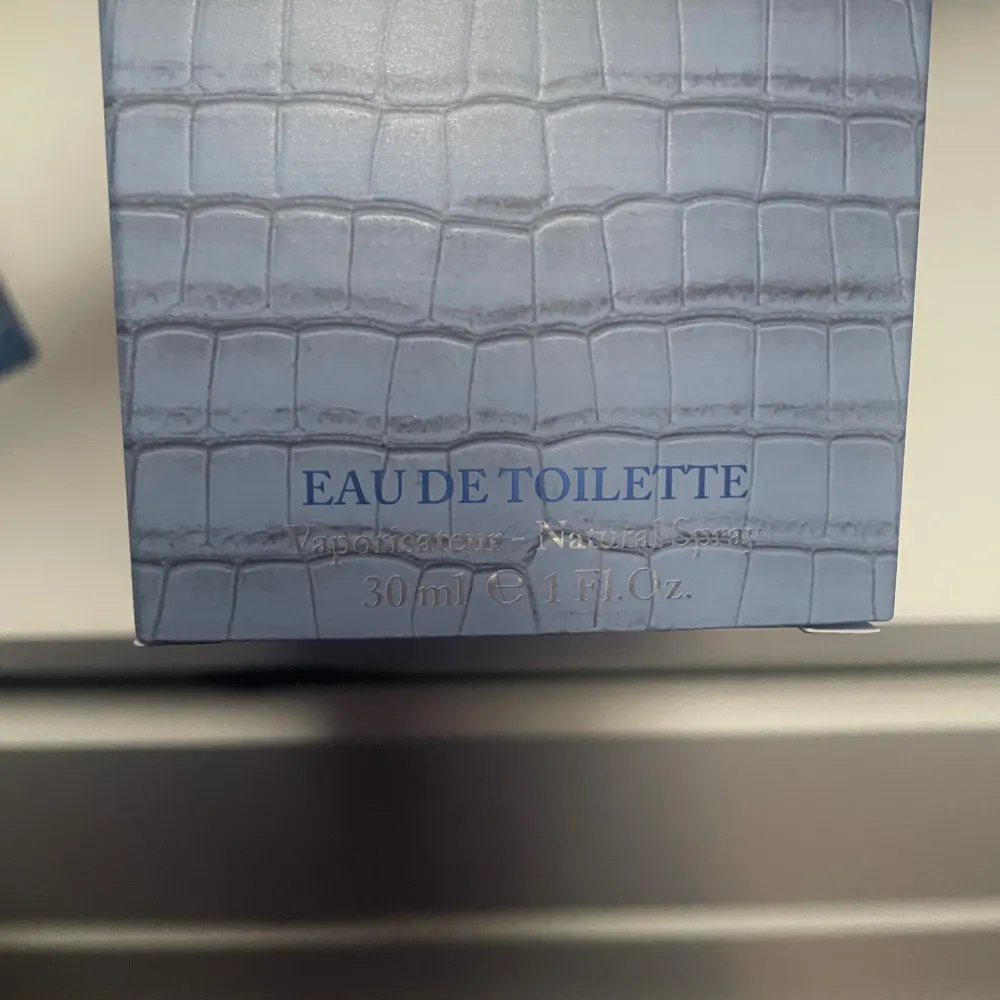 EAU DE TOILETTE
Vaporisateur - Natural Spray
30 ml ℮ 1 Fl.Oz.